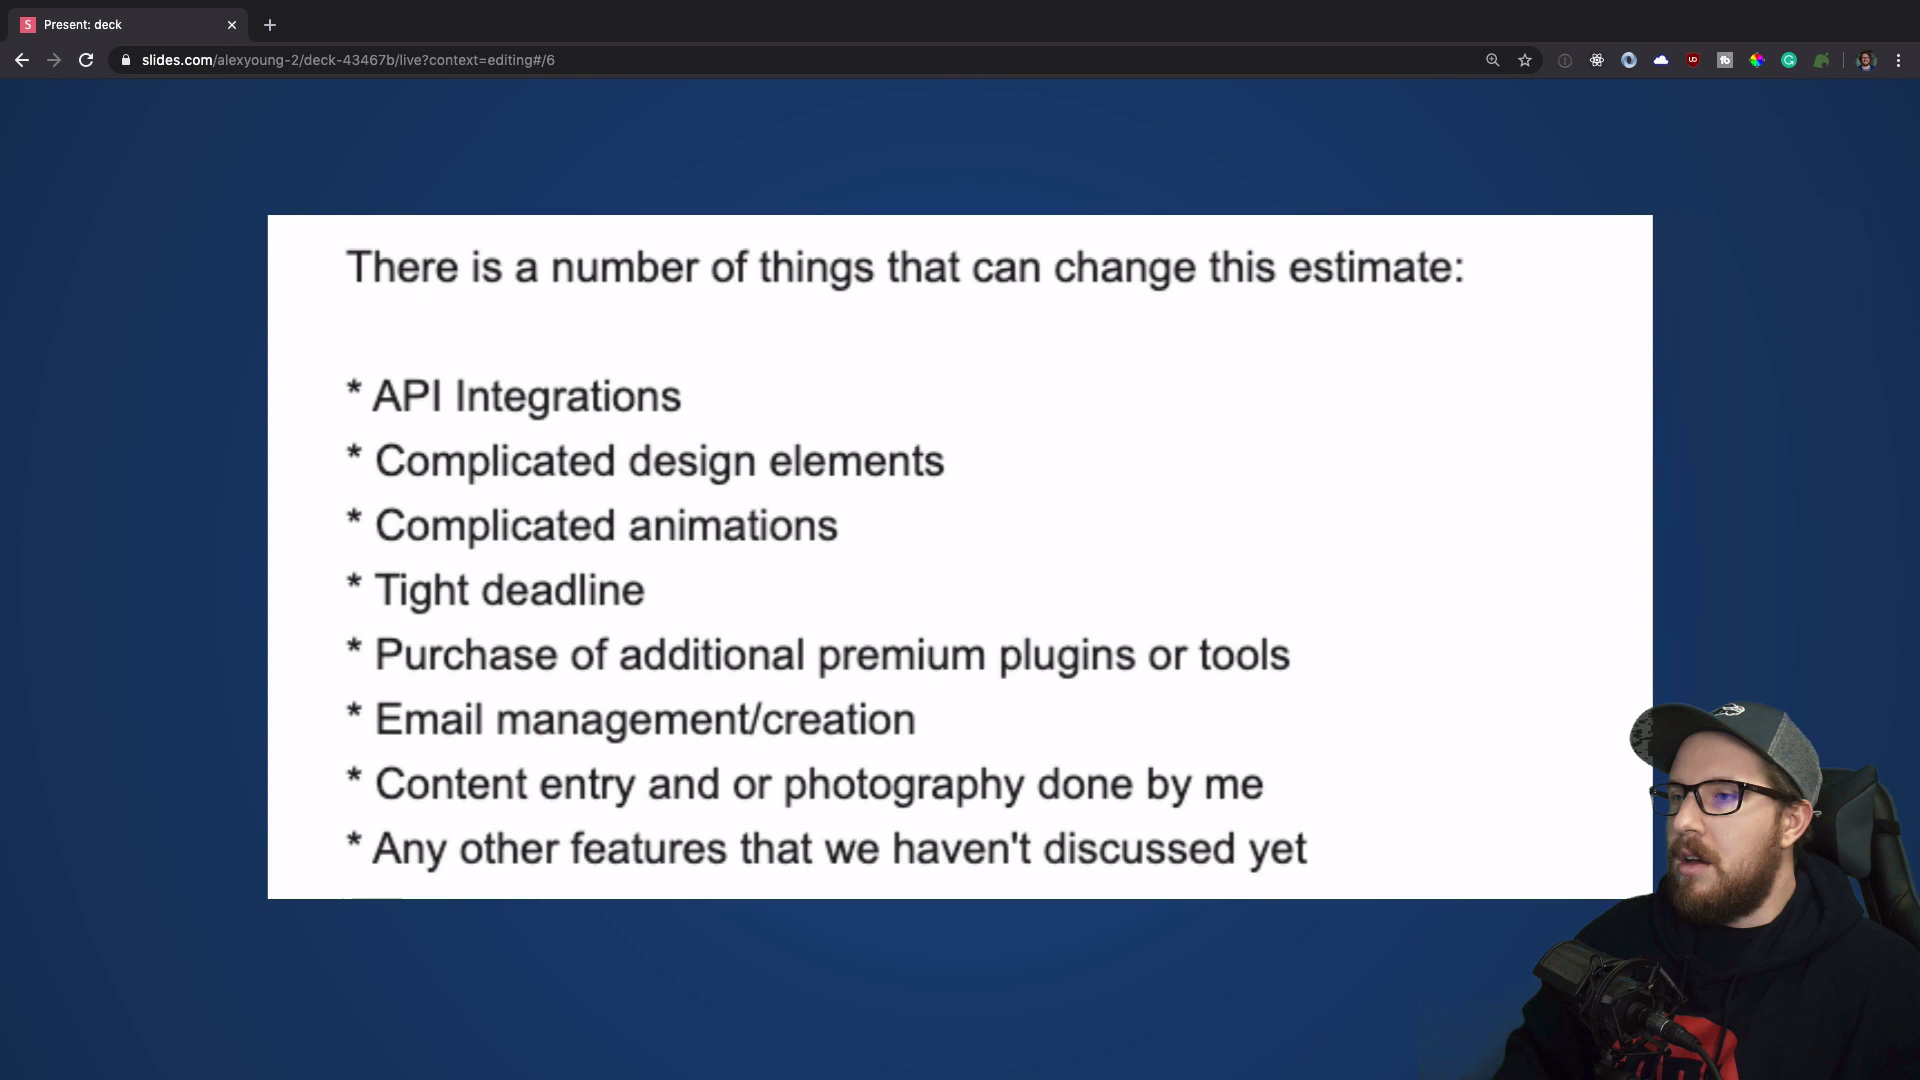 Present: deck
slides.com/alexyoung-2/deck-43467b/live?context=editing#/6
There is a number of things that can change this estimate:
* API Integrations
* Complicated design elements
* Complicated animations
* Tight deadline
* Purchase of additional premium plugins or tools
* Email management/creation
* Content entry and or photography done by me
* Any other features that we haven't discussed yet